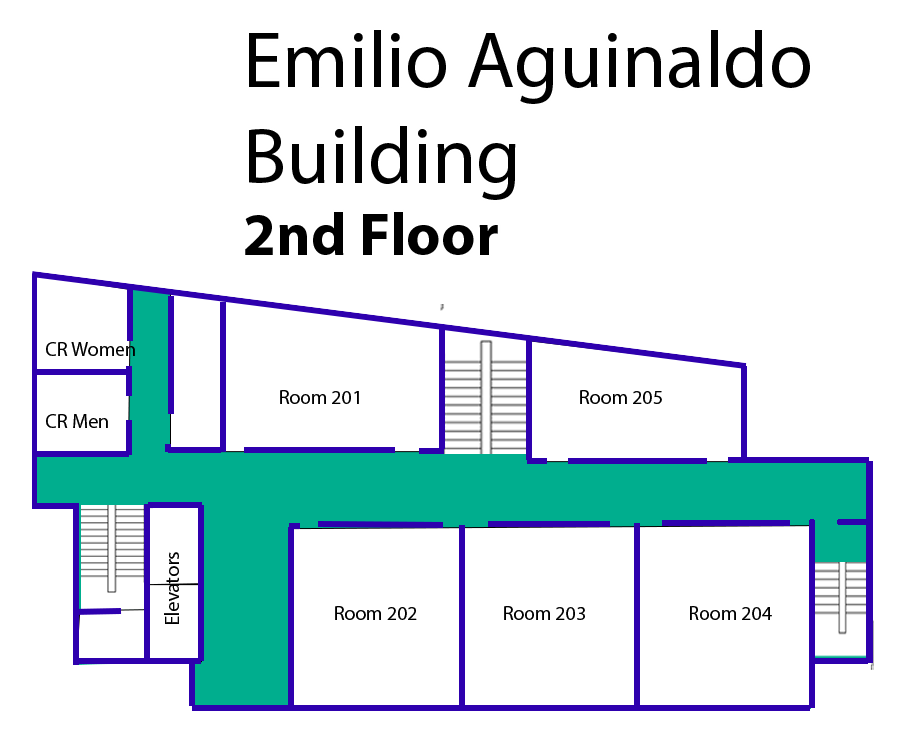 Emilio Aguinaldo
Building
2nd Floor
CR Women
CR Men
Room 201
Room 205
Elevators
Room 202
Room 203
Room 204